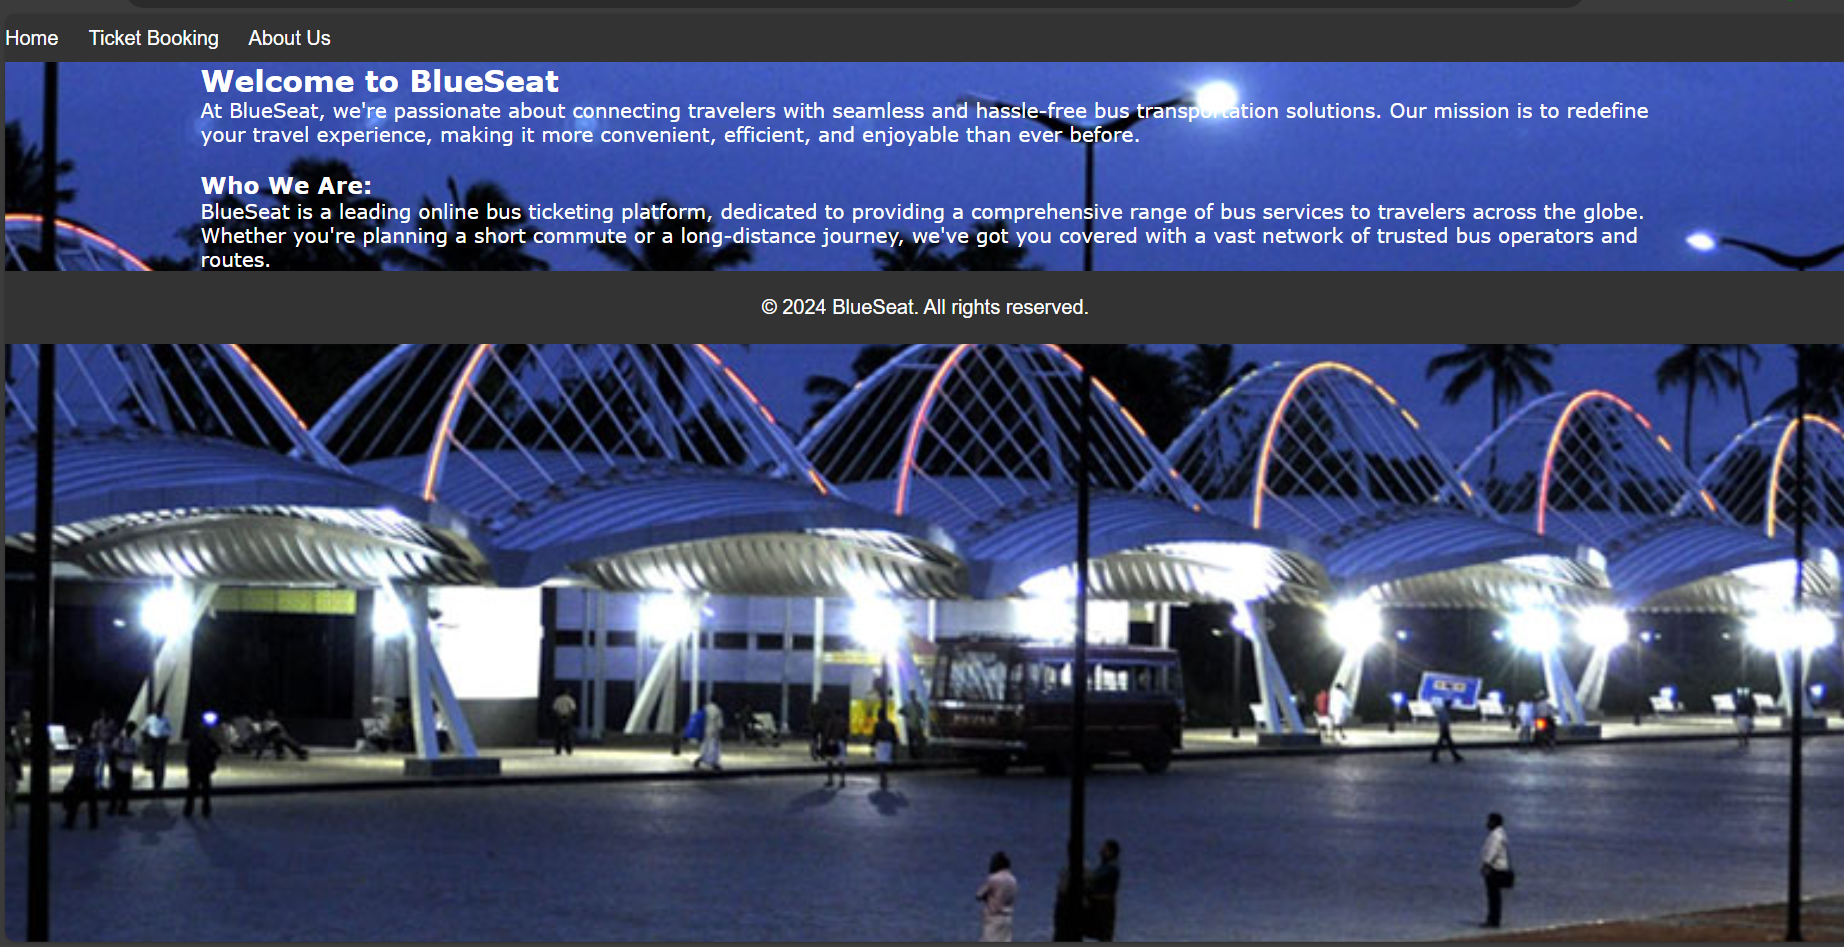 Home Ticket Booking About Us
Welcome to BlueSeat
At BlueSeat, we're passionate about connecting travelers with seamless and hassle-free bus transportation solutions. Our mission is to redefine
your travel experience, making it more convenient, efficient, and enjoyable than ever before.
Who We Are:
BlueSeat is a leading online bus ticketing platform, dedicated to providing a comprehensive range of bus services to travelers across the globe.
Whether you're planning a short commute or a long-distance journey, we've got you covered with a vast network of trusted bus operators and
routes.
© 2024 BlueSeat. All rights reserved.